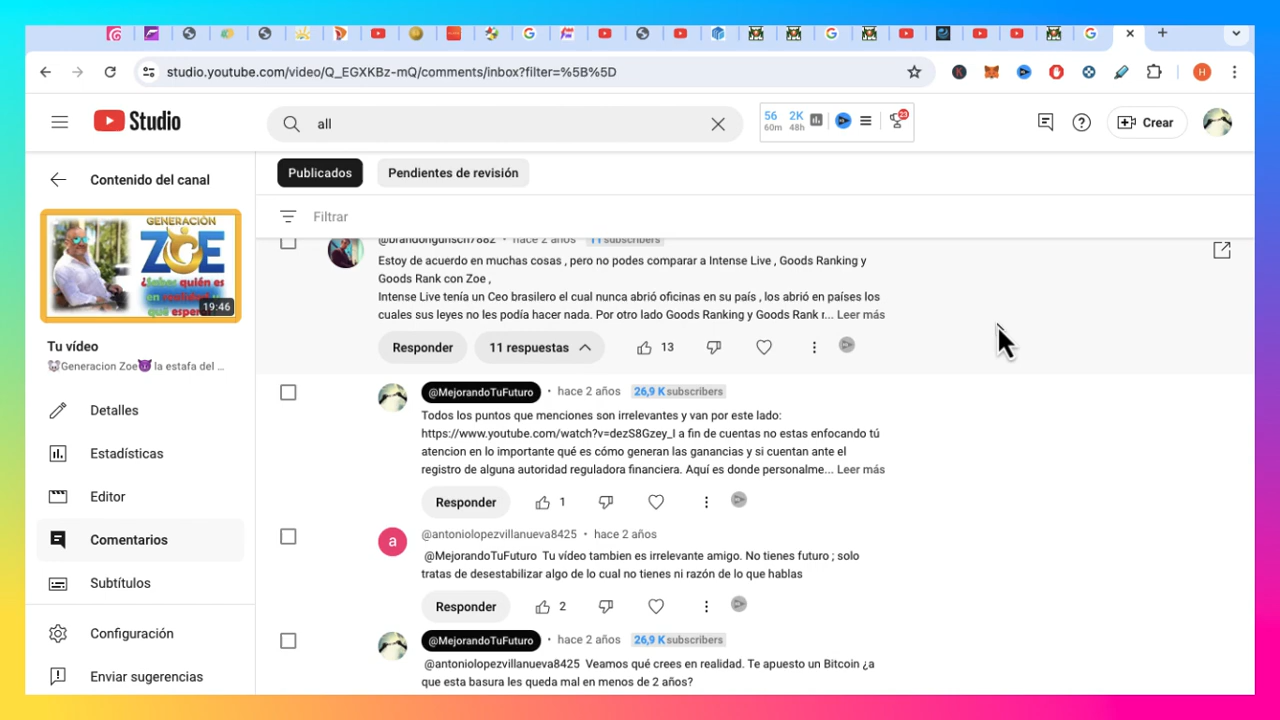 studio.youtube.com/video/Q_EGXKBz-mQ/comments/inbox?filter=%5B%5D
H
Studio
all
56
60m
2K
48h
23
Crear
Contenido del canal
Publicados
Pendientes de revisión
Filtrar
GENERACIÓN
ZOE
¿Sabes quién es
en realidad y
qué esperar?
19:46
Tu vídeo
🐭Generacion Zoe😈 la estafa del ...
Detalles
Estadísticas
Editor
Comentarios
Subtítulos
Configuración
Enviar sugerencias
hace 2 años 11 subscribers
Estoy de acuerdo en muchas cosas , pero no podes comparar a Intense Live , Goods Ranking y
Goods Rank con Zoe ,
Intense Live tenía un Ceo brasilero el cual nunca abrió oficinas en su país , los abrió en países los
cuales sus leyes no les podía hacer nada. Por otro lado Goods Ranking y Goods Rank r... Leer más
Responder
11 respuestas
13
@MejorandoTuFuturo • hace 2 años 26,9 K subscribers
Todos los puntos que menciones son irrelevantes y van por este lado:
https://www.youtube.com/watch?v=dezS8Gzey_I a fin de cuentas no estas enfocando tú
atencion en lo importante qué es cómo generan las ganancias y si cuentan ante el
registro de alguna autoridad reguladora financiera. Aquí es donde personalme... Leer más
Responder
1
a
@antoniolopezvillanueva8425 • hace 2 años
@MejorandoTuFuturo Tu vídeo tambien es irrelevante amigo. No tienes futuro ; solo
tratas de desestabilizar algo de lo cual no tienes ni razón de lo que hablas
Responder
2
@MejorandoTuFuturo • hace 2 años 26,9 K subscribers
@antoniolopezvillanueva8425 Veamos qué crees en realidad. Te apuesto un Bitcoin ¿a
que esta basura les queda mal en menos de 2 años?